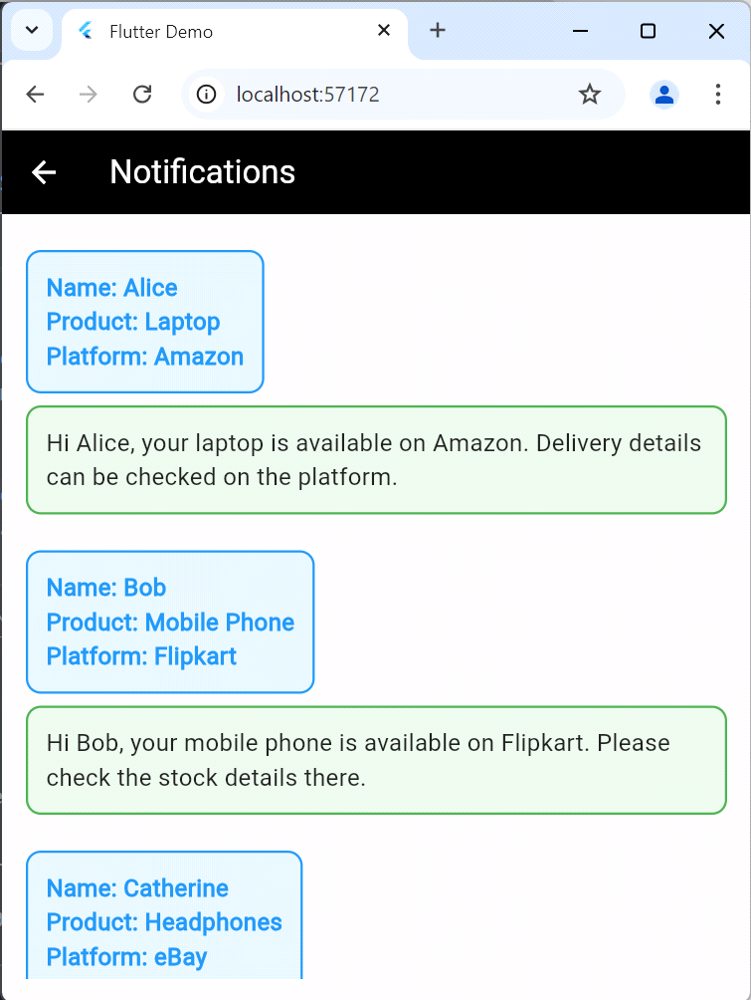 Flutter Demo
localhost:57172
Notifications
Name: Alice
Product: Laptop
Platform: Amazon
Hi Alice, your laptop is available on Amazon. Delivery details
can be checked on the platform.
Name: Bob
Product: Mobile Phone
Platform: Flipkart
Hi Bob, your mobile phone is available on Flipkart. Please
check the stock details there.
Name: Catherine
Product: Headphones
Platform: eBay